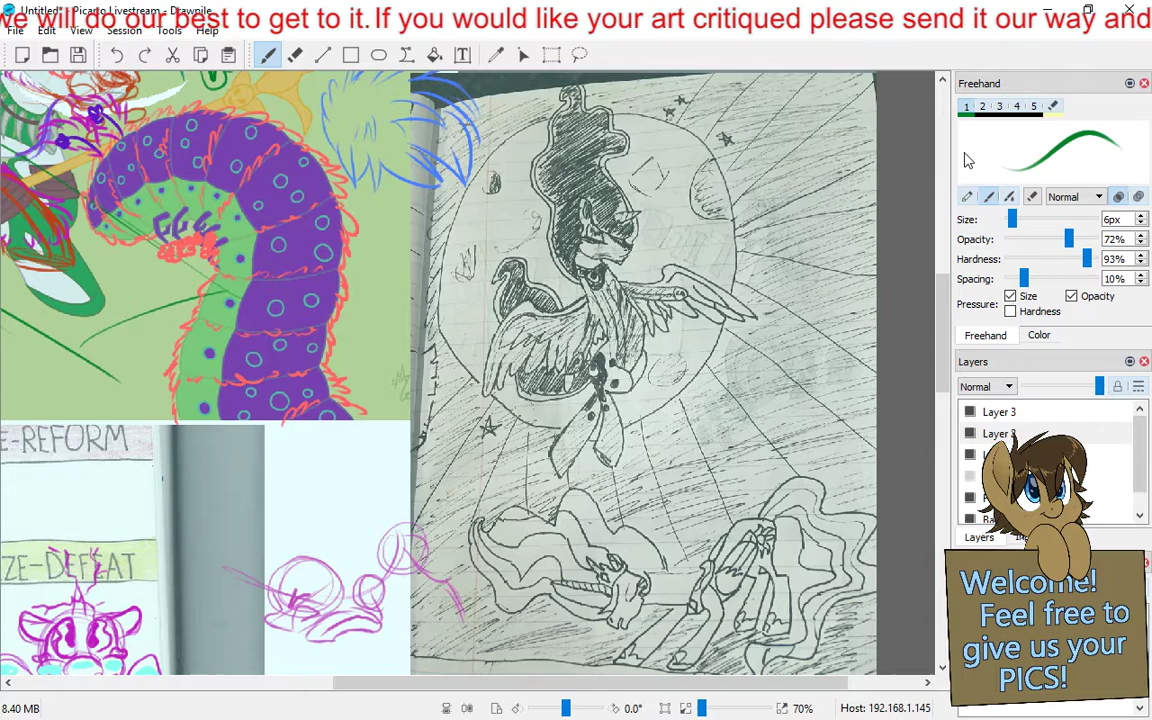 we will do our best to get to it. If you would like your art critiqued please send it our way and
Untitled* - Picarto Livestream - Drawpile
File Edit View Session Tools Help
Freehand
1 2 3 4 5
Normal
Size: 6px
Opacity: 72%
Hardness: 93%
Spacing: 10%
Pressure: Size Opacity
Hardness
Freehand Color
Layers
Normal
Layer 3
Layer
Layers
E-REFORM
ZE-DEFEAT
Welcome!
Feel free to
give us your
PICS!
8.40 MB
0.0°
70%
Host: 192.168.1.145